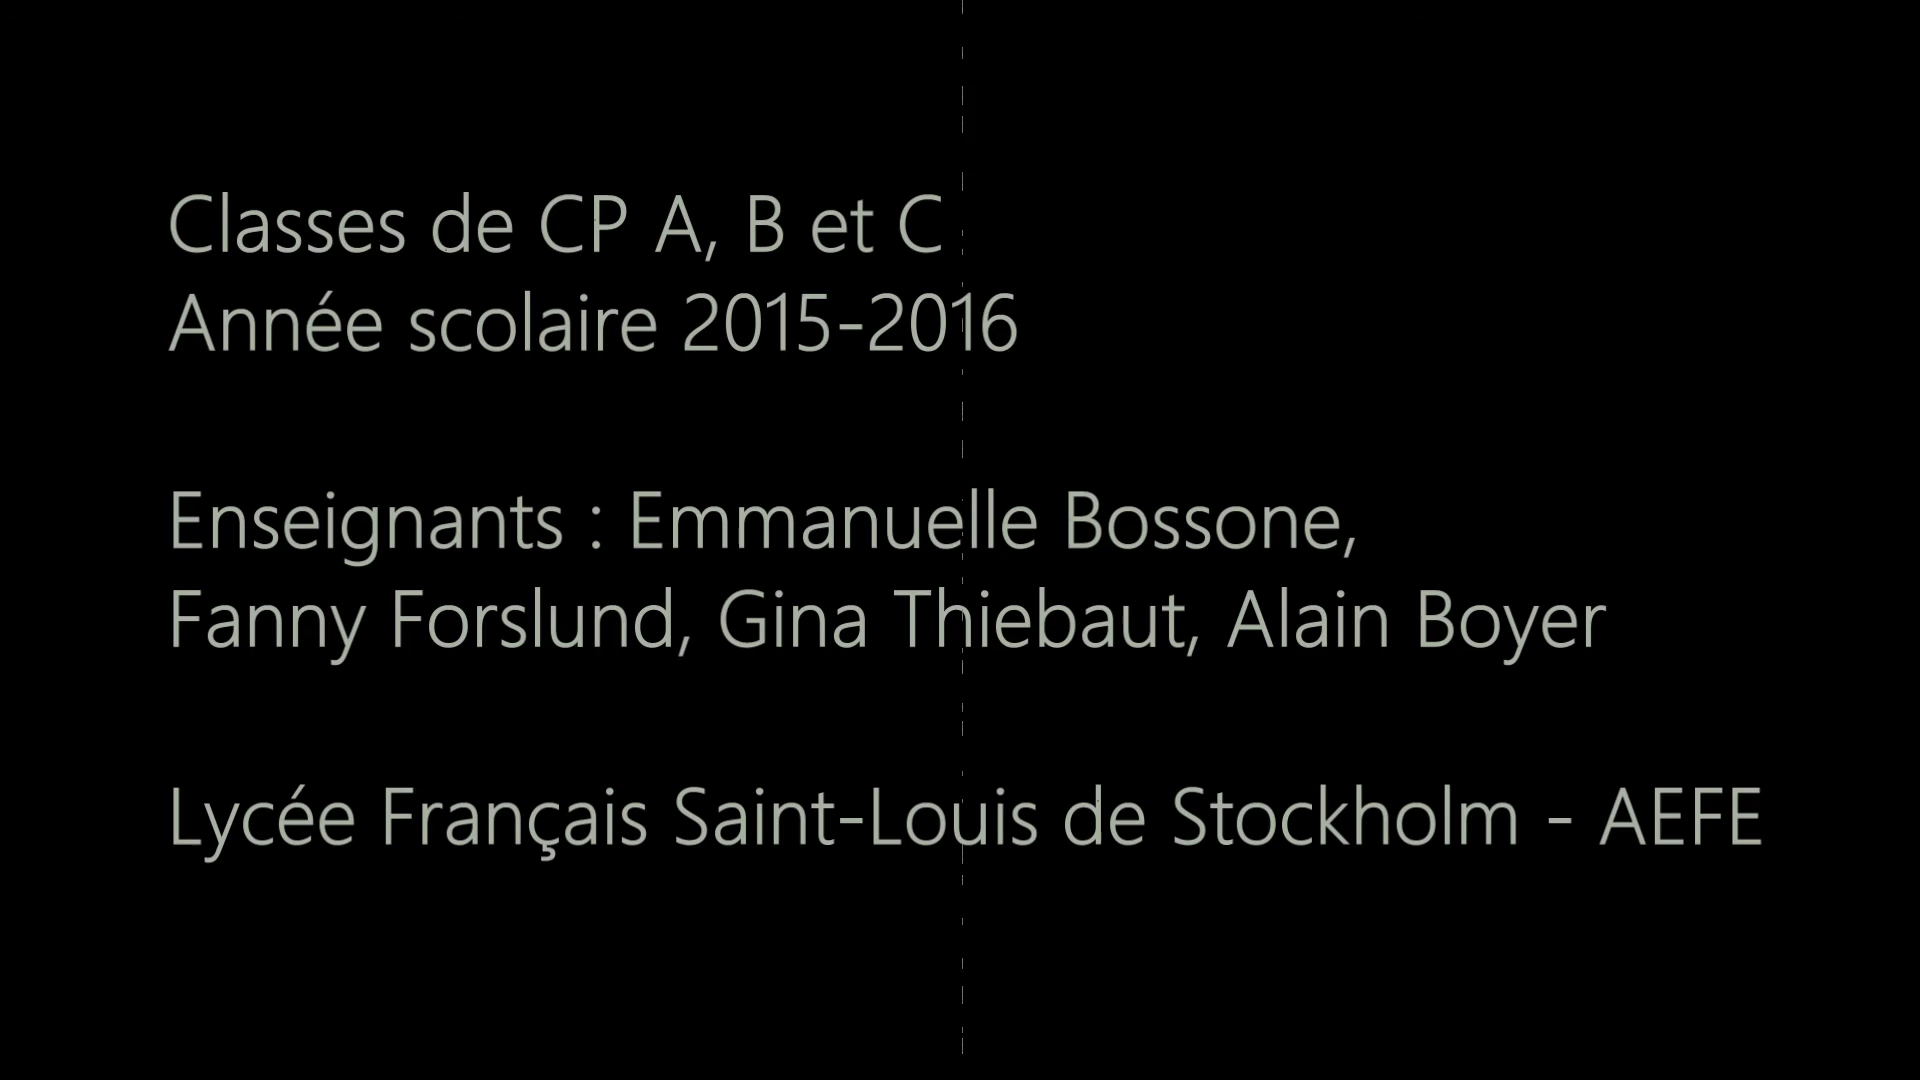 Classes de CP A, B et C
Année scolaire 2015-2016
Enseignants : Emmanuelle Bossone,
Fanny Forslund, Gina Thiebaut, Alain Boyer
Lycée Français Saint-Louis de Stockholm - AEFE